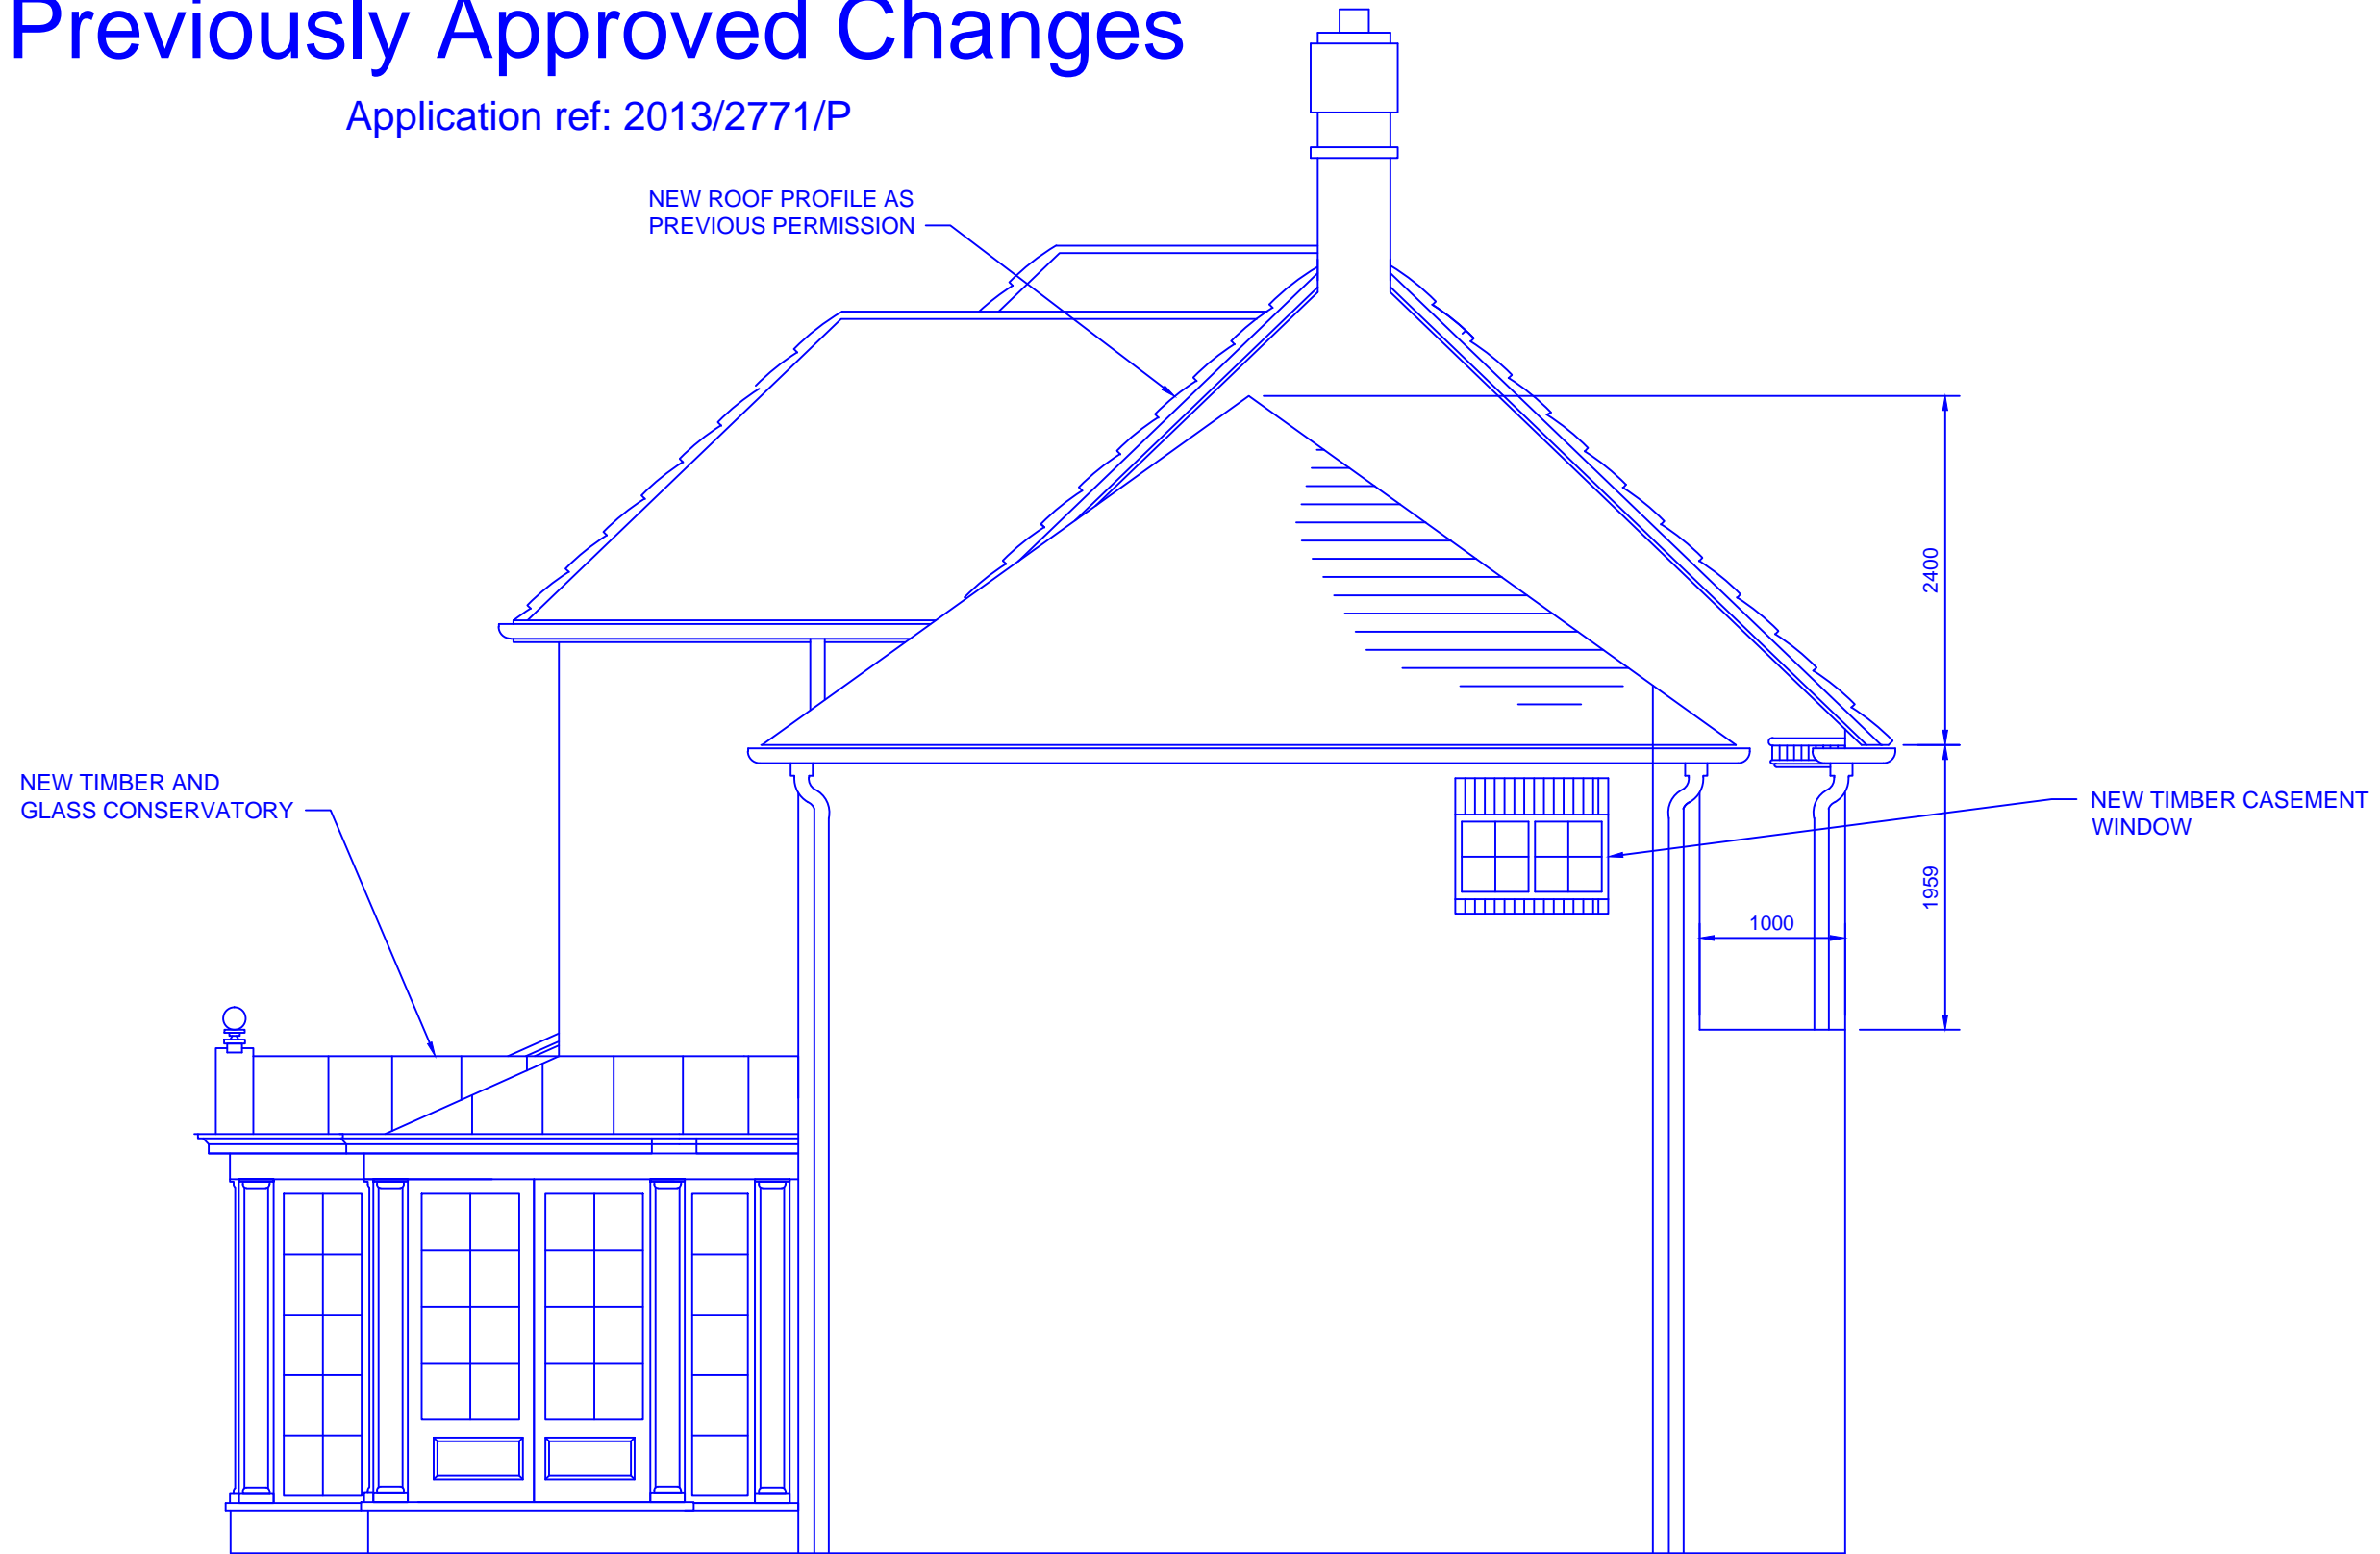 Previously Approved Changes
Application ref: 2013/2771/P
NEW ROOF PROFILE AS
PREVIOUS PERMISSION
2400
NEW TIMBER AND
GLASS CONSERVATORY
NEW TIMBER CASEMENT
WINDOW
1959
1000